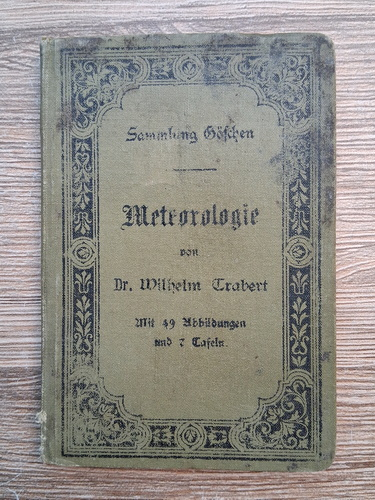 Sammlung Göschen
Meteorologie
von
Dr. Wilhelm Trabert
Mit 49 Abbildungen
und 7 Tafeln.